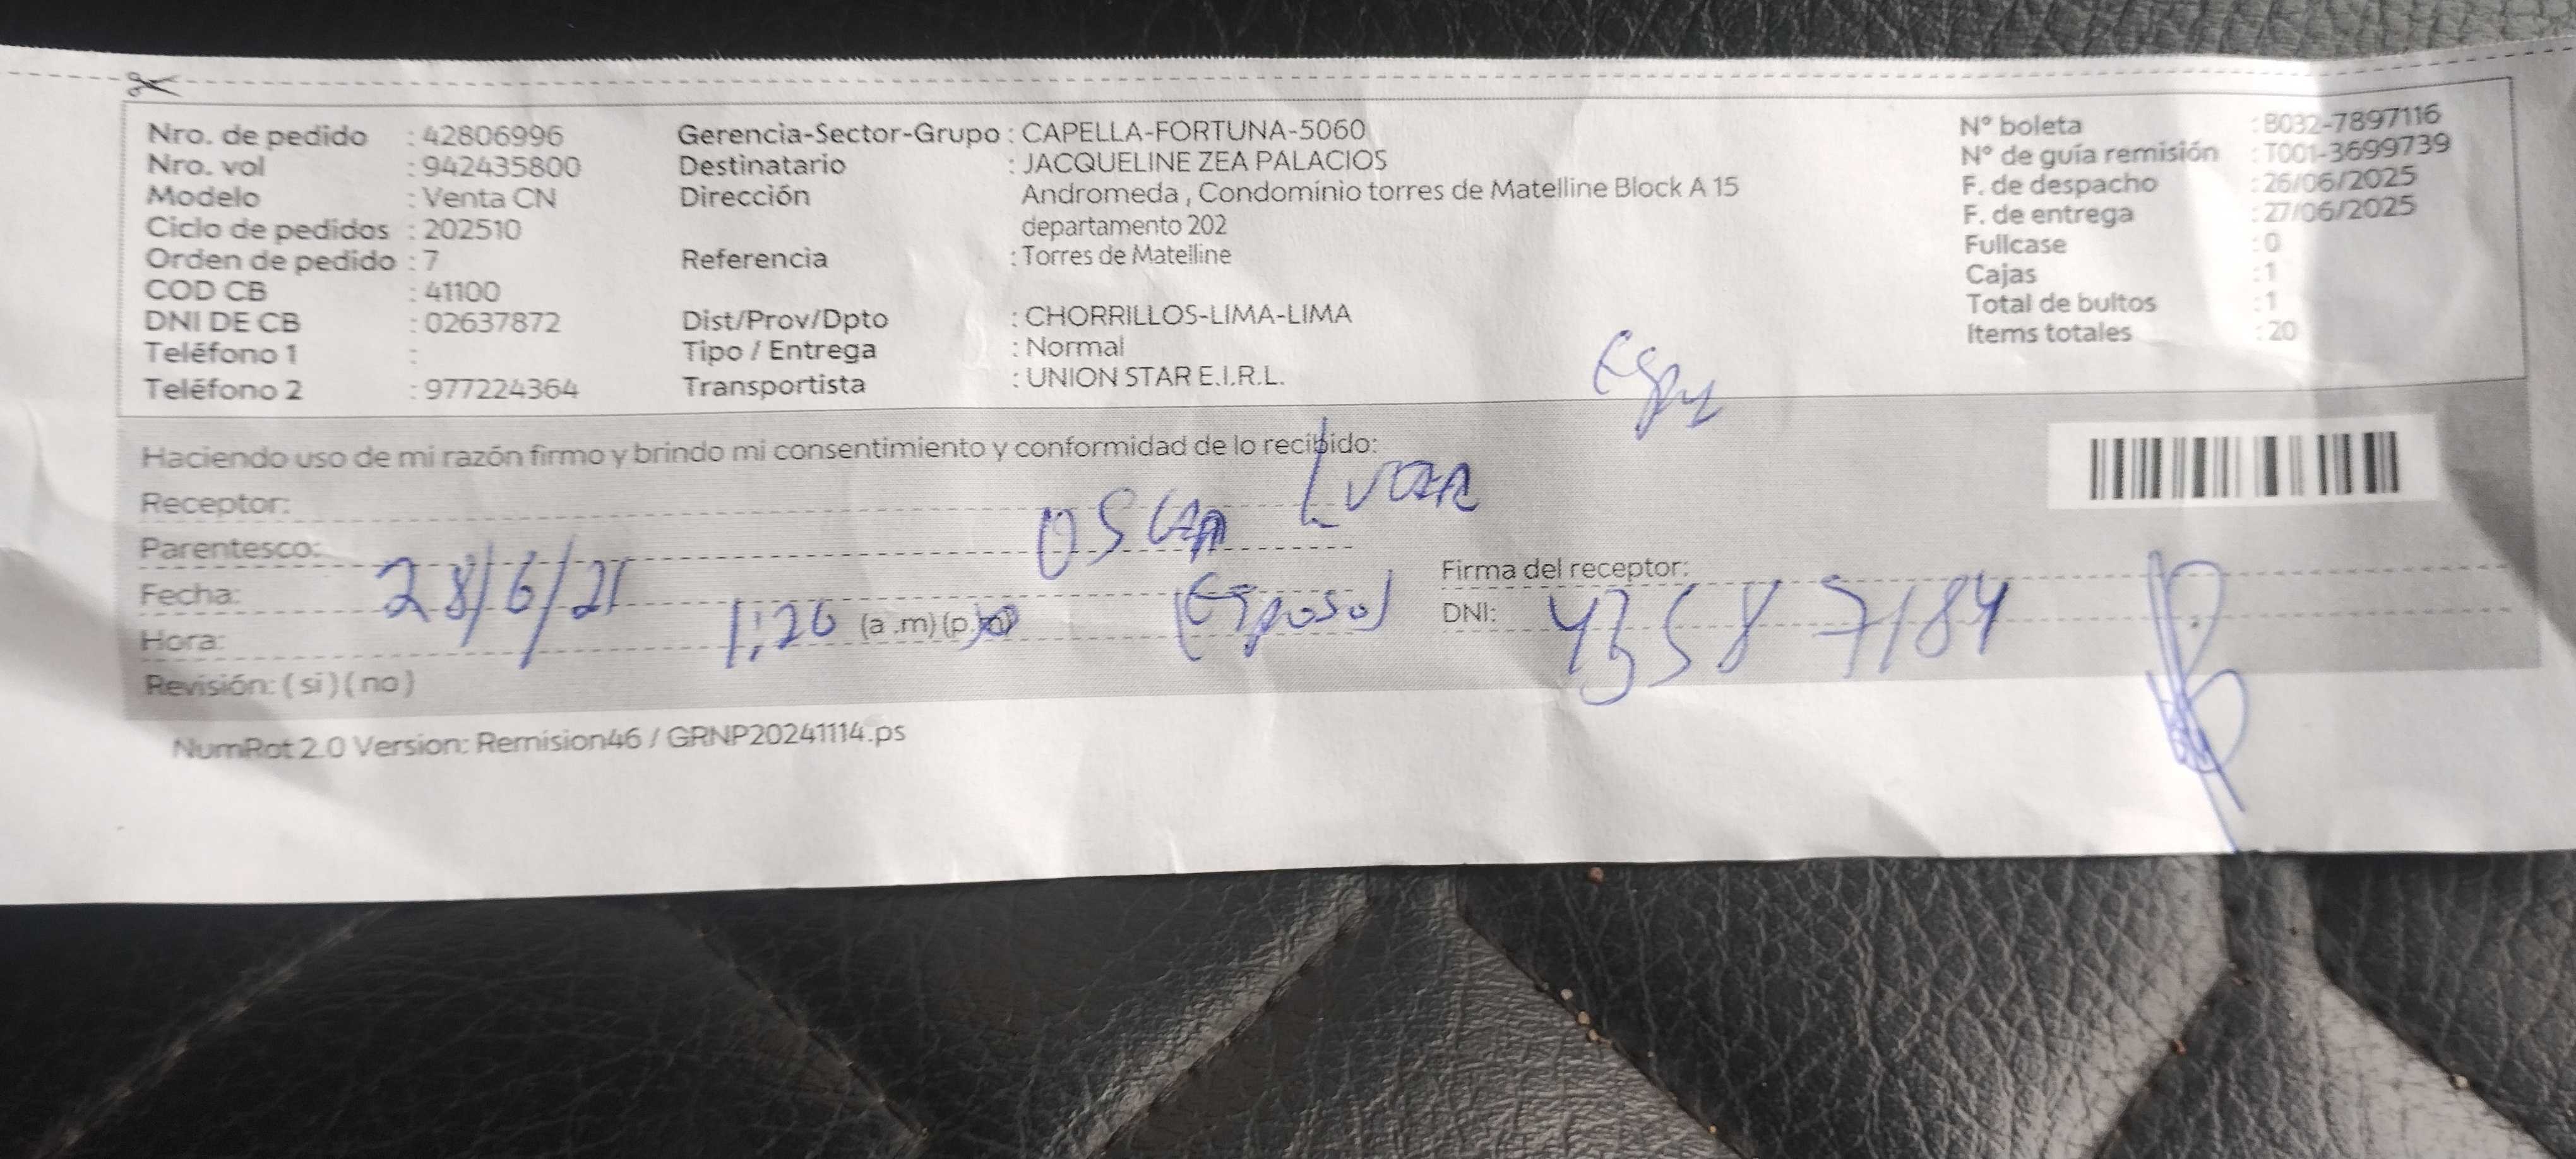 Nro. de pedido : 42806996 Gerencia-Sector-Grupo : CAPELLA-FORTUNA-5060 N° boleta : B032-7897116
Nro. vol : 942435800 Destinatario : JACQUELINE ZEA PALACIOS N° de guía remisión : T001-3699739
Modelo : Venta CN Dirección Andromeda , Condominio torres de Matelline Block A 15 F. de despacho : 26/06/2025
Ciclo de pedidos : 202510 departamento 202 F. de entrega : 27/06/2025
Orden de pedido : 7 Referencia : Torres de Matelline Fullcase : 0
COD CB : 41100 Cajas : 1
DNI DE CB : 02637872 Dist/Prov/Dpto : CHORRILLOS-LIMA-LIMA Total de bultos : 1
Teléfono 1 : Tipo / Entrega : Normal Items totales : 20
Teléfono 2 : 977224364 Transportista : UNION STAR E.I.R.L.
Haciendo uso de mi razón firmo y brindo mi consentimiento y conformidad de lo recibido:
Receptor: OSCAR
Parentesco:
Fecha: 28/6/21 (Esposo) Firma del receptor:
Hora: 1:20 (a .m) (p.m) DNI: 43587184
Revisión: ( si ) ( no )
NumRot 2.0 Version: Remision46 / GRNP20241114.ps